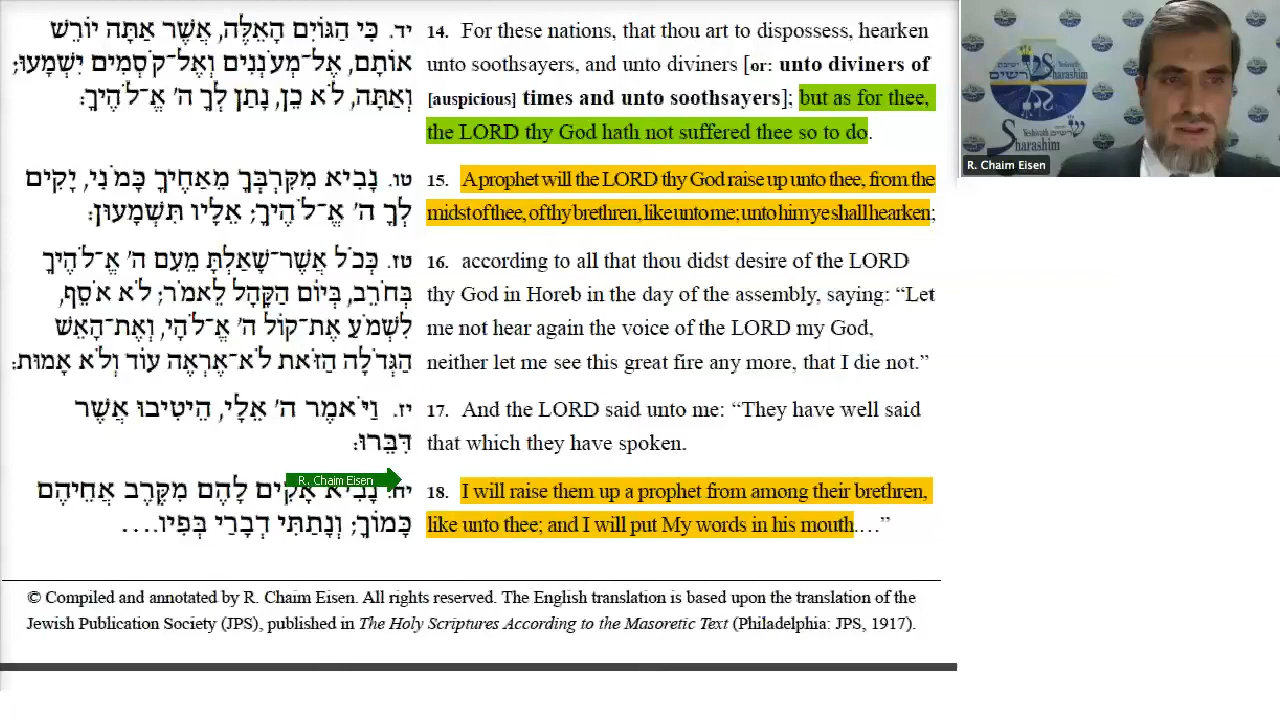 יד. כִּי הַגּוֹיִם הָאֵלֶּה, אֲשֶׁר אַתָּה יוֹרֵשׁ
אוֹתָם, אֶל־מְעֹנְנִים וְאֶל־קֹסְמִים יִשְׁמָעוּ;
וְאַתָּה, לֹא כֵן, נָתַן לְךָ ה' אֱ־לֹהֶיךָ:
14. For these nations, that thou art to dispossess, hearken
unto soothsayers, and unto diviners [or: unto diviners of
[auspicious] times and unto soothsayers]; but as for thee,
the LORD thy God hath not suffered thee so to do.
טו. נָבִיא מִקִּרְבְּךָ מֵאַחֶיךָ כָּמֹנִי, יָקִים
לְךָ ה' אֱ־לֹהֶיךָ; אֵלָיו תִּשְׁמָעוּן:
15. A prophet will the LORD thy God raise up unto thee, from the
midst of thee, of thy brethren, like unto me; unto him ye shall hearken;
טז. כְּכֹל אֲשֶׁר־שָׁאַלְתָּ מֵעִם ה' אֱ־לֹהֶיךָ
בְּחֹרֵב, בְּיוֹם הַקָּהָל לֵאמֹר; לֹא אֹסֵף,
לִשְׁמֹעַ אֶת־קוֹל ה' אֱ־לֹהָי, וְאֶת־הָאֵשׁ
הַגְּדֹלָה הַזֹּאת לֹא־אֶרְאֶה עוֹד וְלֹא אָמוּת:
16. according to all that thou didst desire of the LORD
thy God in Horeb in the day of the assembly, saying: “Let
me not hear again the voice of the LORD my God,
neither let me see this great fire any more, that I die not.”
יז. וַיֹּאמֶר ה' אֵלָי, הֵיטִיבוּ אֲשֶׁר
דִּבֵּרוּ:
17. And the LORD said unto me: “They have well said
that which they have spoken.
יח. נָבִיא אָקִים לָהֶם מִקֶּרֶב אֲחֵיהֶם
כָּמוֹךָ; וְנָתַתִּי דְבָרַי בְּפִיו....
18. I will raise them up a prophet from among their brethren,
like unto thee; and I will put My words in his mouth....”
R. Chaim Eisen
© Compiled and annotated by R. Chaim Eisen. All rights reserved. The English translation is based upon the translation of the
Jewish Publication Society (JPS), published in The Holy Scriptures According to the Masoretic Text (Philadelphia: JPS, 1917).
Yeshivath
Sharashim
R. Chaim Eisen